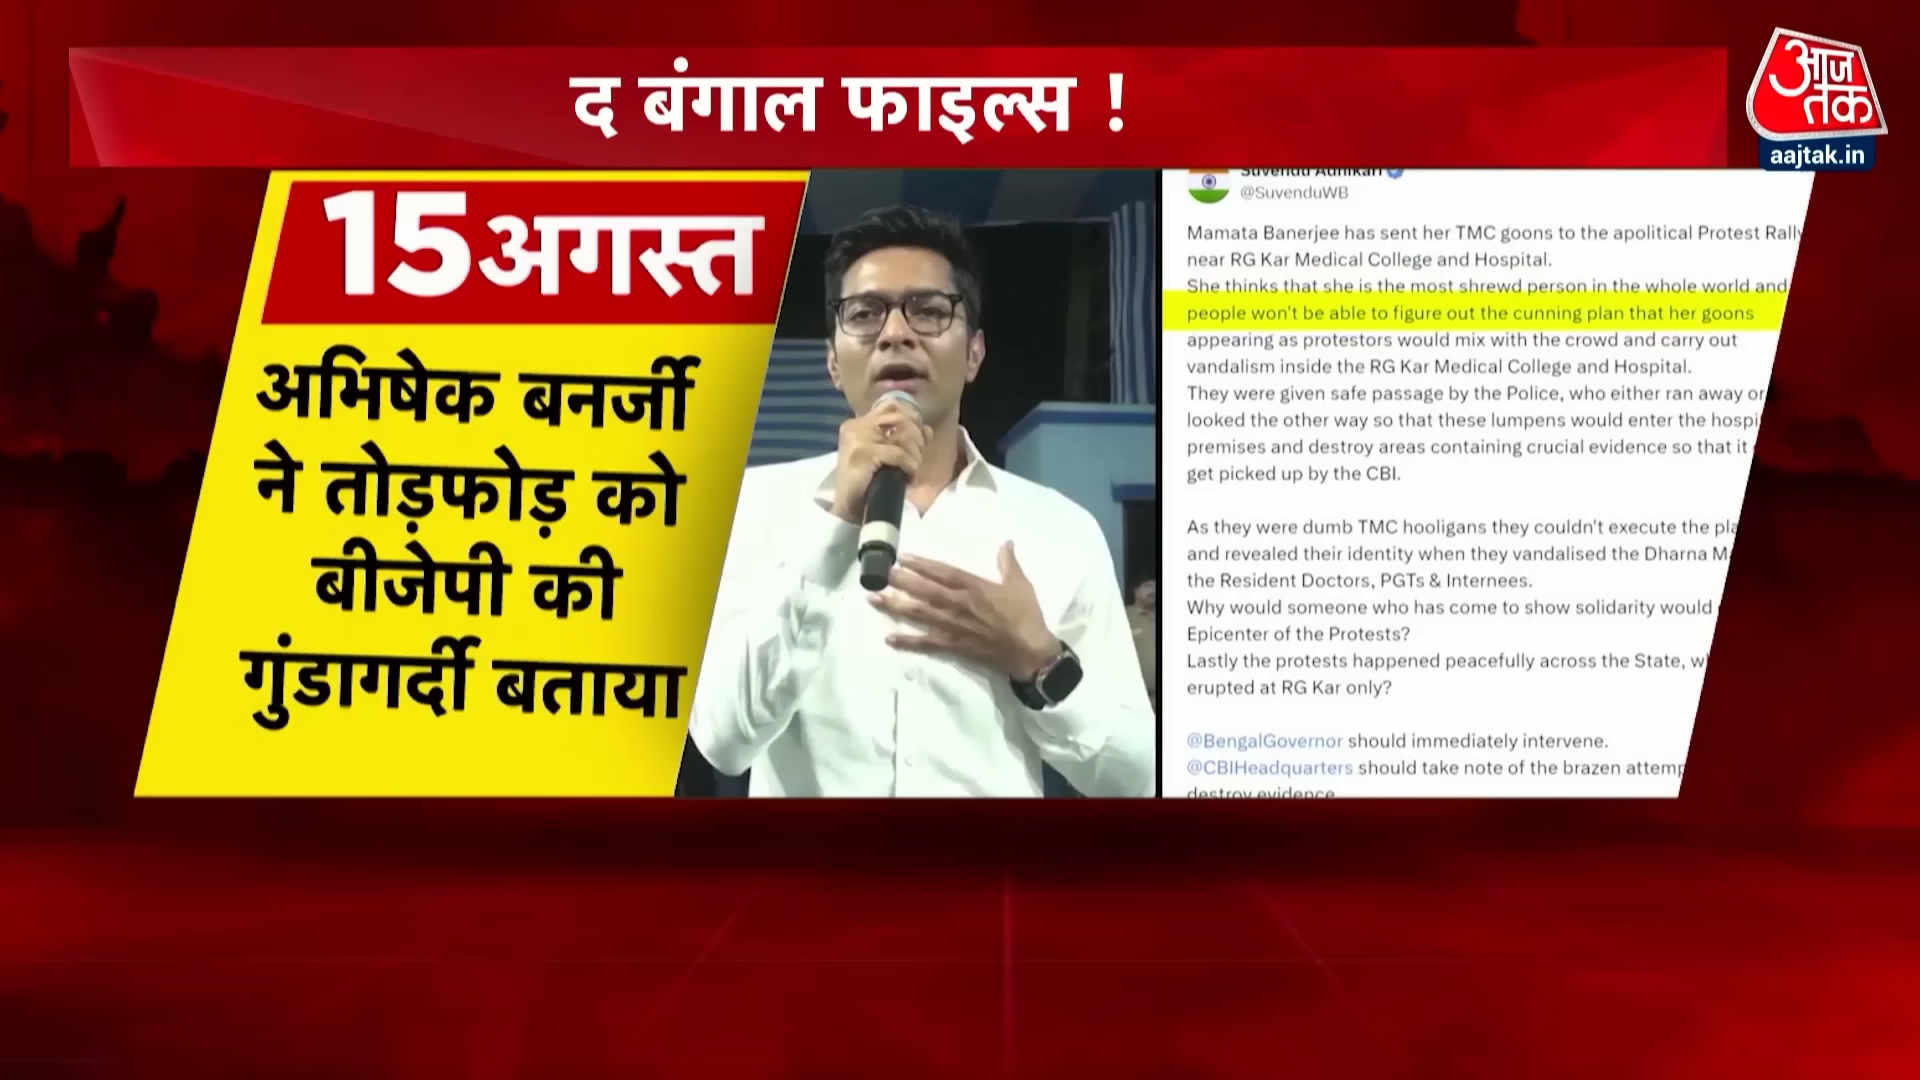 द बंगाल फाइल्स !
आज
तक
aajtak.in
15 अगस्त
अभिषेक बनर्जी
ने तोड़फोड़ को
बीजेपी की
गुंडागर्दी बताया
Suvendu Adhikari
@SuvenduWB
Mamata Banerjee has sent her TMC goons to the apolitical Protest Rally
near RG Kar Medical College and Hospital.
She thinks that she is the most shrewd person in the whole world and
people won't be able to figure out the cunning plan that her goons
appearing as protestors would mix with the crowd and carry out
vandalism inside the RG Kar Medical College and Hospital.
They were given safe passage by the Police, who either ran away or
looked the other way so that these lumpens would enter the hospi
premises and destroy areas containing crucial evidence so that it
get picked up by the CBI.
As they were dumb TMC hooligans they couldn't execute the pla
and revealed their identity when they vandalised the Dharna M
the Resident Doctors, PGTs & Internees.
Why would someone who has come to show solidarity would
Epicenter of the Protests?
Lastly the protests happened peacefully across the State, w
erupted at RG Kar only?
@BengalGovernor should immediately intervene.
@CBIHeadquarters should take note of the brazen attemp
destroy evidence